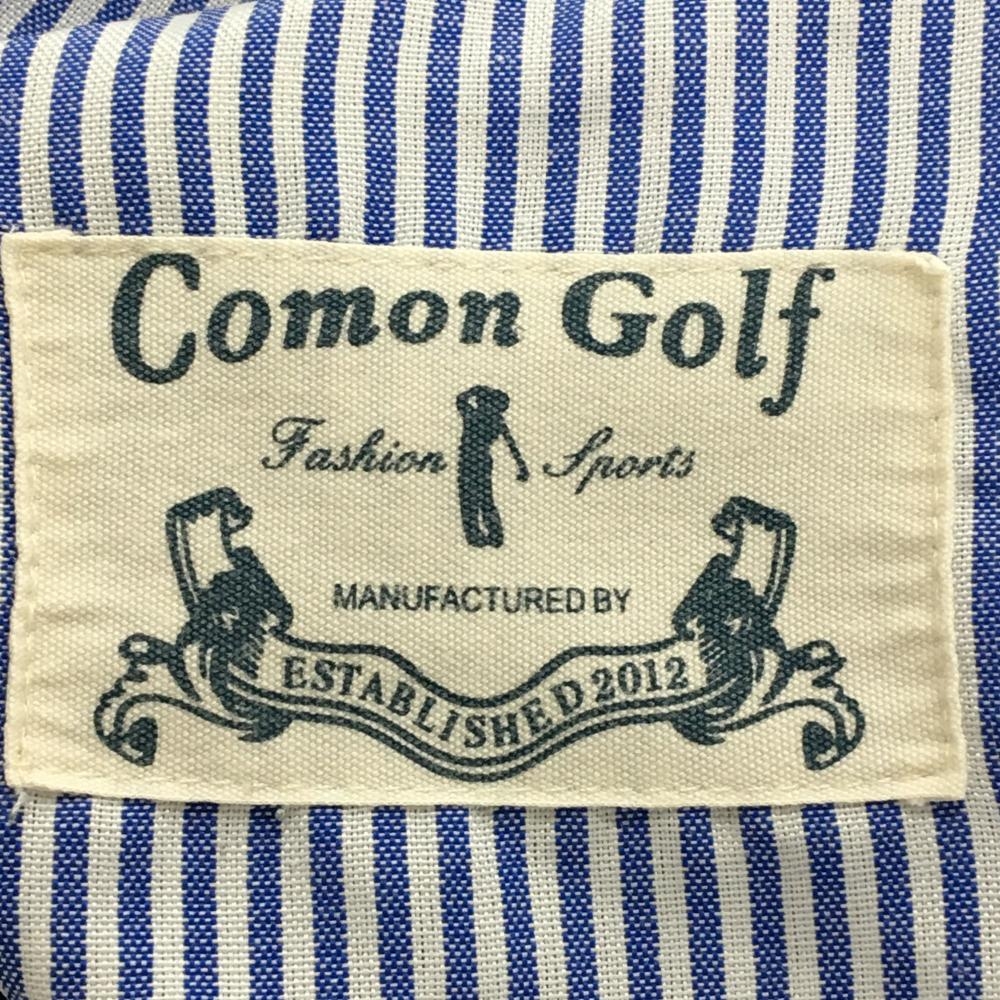 Comon Golf
Fashion Sports
MANUFACTURED BY
ESTABLISHED 2012